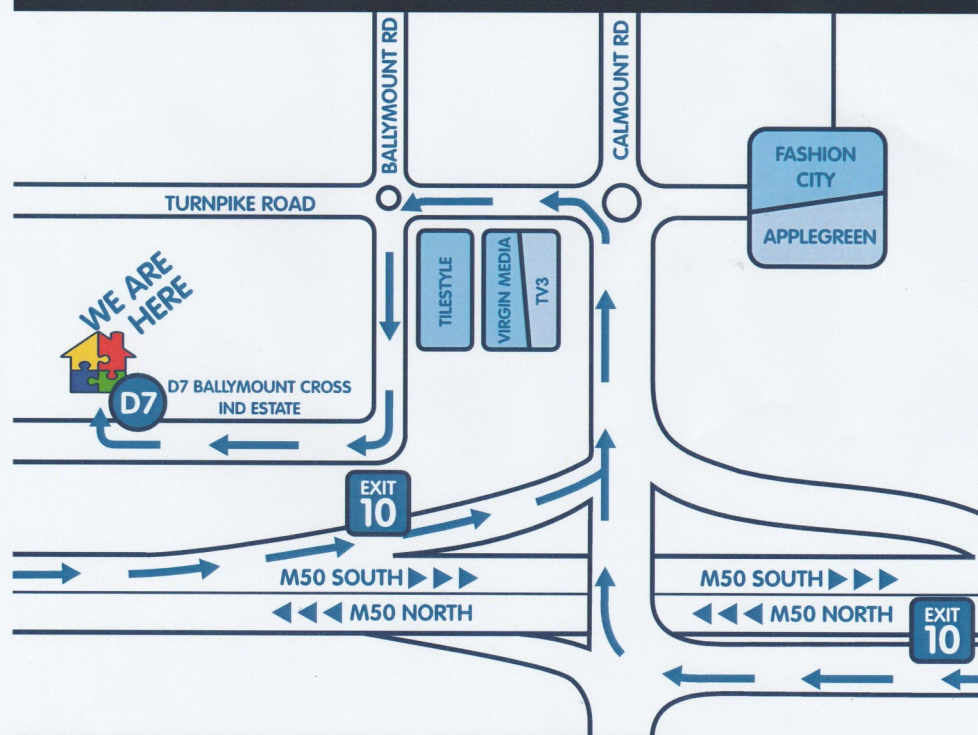 BALLYMOUNT RD
CALMOUNT RD
FASHION
CITY
APPLEGREEN
TURNPIKE ROAD
TILESTYLE
VIRGIN MEDIA
TV3
WE ARE
HERE
D7
D7 BALLYMOUNT CROSS
IND ESTATE
EXIT
10
M50 SOUTH
M50 NORTH
M50 SOUTH
M50 NORTH
EXIT
10